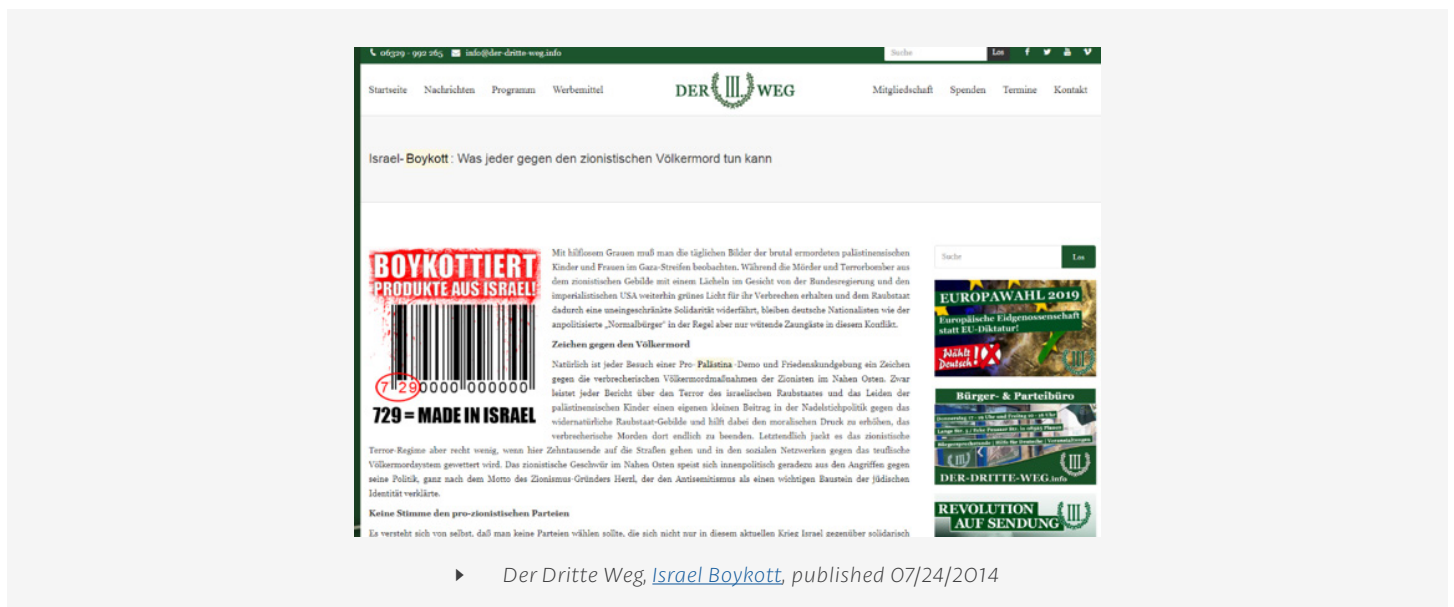 06329 - 992 265 info@der-dritte-weg.info Suche Los
Startseite Nachrichten Programm Werbemittel DER III. WEG Mitgliedschaft Spenden Termine Kontakt
Israel-Boykott: Was jeder gegen den zionistischen Völkermord tun kann
BOYKOTTIERT
PRODUKTE AUS ISRAEL!
7 290000 000000
729 = MADE IN ISRAEL
Mit hilflosem Grauen muß man die täglichen Bilder der brutal ermordeten palästinensischen
Kinder und Frauen im Gaza-Streifen beobachten. Während die Mörder und Terrorbomber aus
dem zionistischen Gebilde mit einem Lächeln im Gesicht von der Bundesregierung und den
imperialistischen USA weiterhin grünes Licht für ihr Verbrechen erhalten und dem Raubstaat
dadurch eine uneingeschränkte Solidarität widerfährt, bleiben deutsche Nationalisten wie der
anpolitisierte „Normalbürger“ in der Regel aber nur wütende Zaungäste in diesem Konflikt.
Zeichen gegen den Völkermord
Natürlich ist jeder Besuch einer Pro-Palästina-Demo und Friedenskundgebung ein Zeichen
gegen die verbrecherischen Völkermordmaßnahmen der Zionisten im Nahen Osten. Zwar
leistet jeder Bericht über den Terror des israelischen Raubstaates und das Leiden der
palästinensischen Kinder einen eigenen kleinen Beitrag in der Nadelstichpolitik gegen das
widernatürliche Raubstaat-Gebilde und hilft dabei den moralischen Druck zu erhöhen, das
verbrecherische Morden dort endlich zu beenden. Letztendlich juckt es das zionistische
Terror-Regime aber recht wenig, wenn hier Zehntausende auf die Straßen gehen und in den sozialen Netzwerken gegen das teuflische
Völkermordsystem gewettert wird. Das zionistische Geschwür im Nahen Osten speist sich innenpolitisch geradezu aus den Angriffen gegen
seine Politik, ganz nach dem Motto des Zionismus-Gründers Herzl, der den Antisemitismus als einen wichtigen Baustein der jüdischen
Identität verklärte.
Keine Stimme den pro-zionistischen Parteien
Es versteht sich von selbst, daß man keine Parteien wählen sollte, die sich nicht nur in diesem aktuellen Krieg Israel gegenüber solidarisch
Suche Los
EUROPAWAHL 2019
Europäische Eidgenossenschaft
statt EU-Diktatur!
Wählt
Deutsch!
Bürger- & Parteibüro
DER-DRITTE-WEG.info
REVOLUTION
AUF SENDUNG
Der Dritte Weg, Israel Boykott, published 07/24/2014